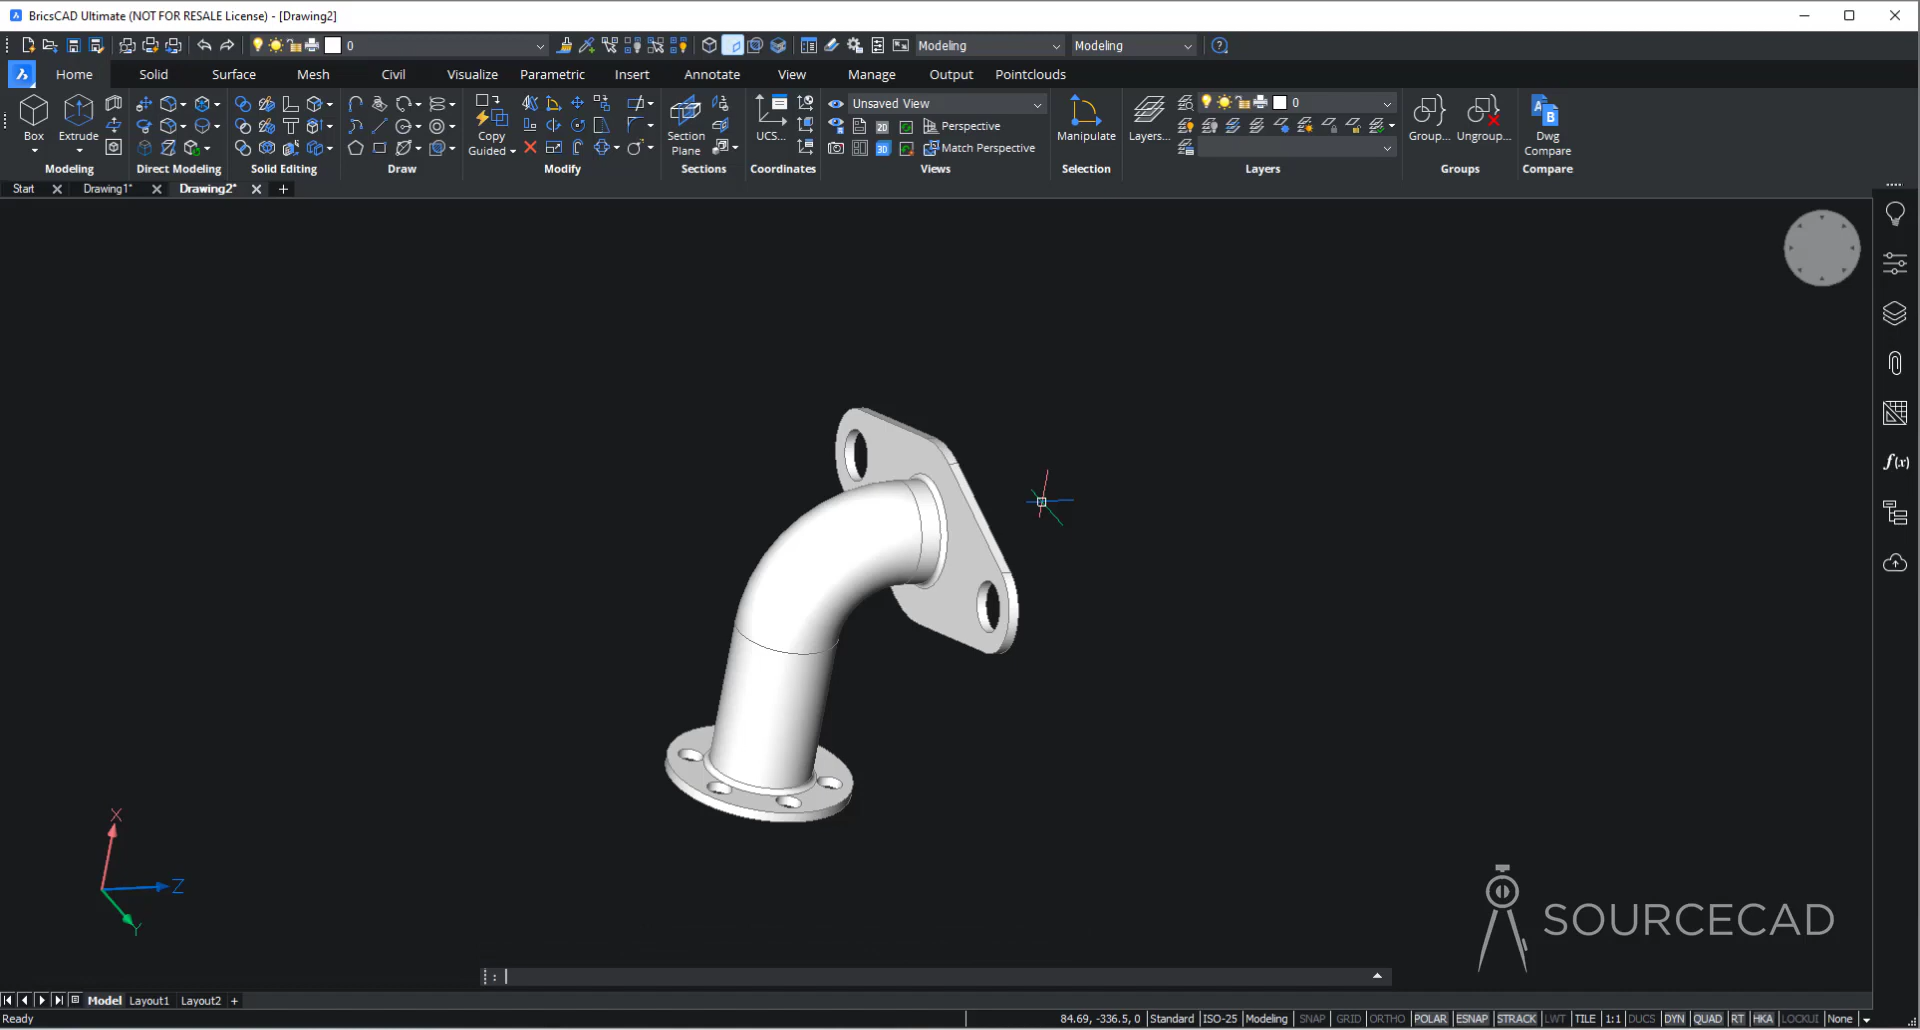 BricsCAD Ultimate (NOT FOR RESALE License) - [Drawing2]
0 Modeling Modeling
Home Solid Surface Mesh Civil Visualize Parametric Insert Annotate View Manage Output Pointclouds
Box Extrude Copy Guided Section Plane UCS... Unsaved View Manipulate Layers... 0 Group... Ungroup... Dwg Compare
2D Perspective
3D Match Perspective
Modeling Direct Modeling Solid Editing Draw Modify Sections Coordinates Views Selection Layers Groups Compare
Start Drawing1* Drawing2*
f(x)
X
Z
Y
SOURCECAD
:
Model Layout1 Layout2
Ready 84.69, -336.5, 0 Standard ISO-25 Modeling SNAP GRID ORTHO POLAR ESNAP STRACK LWT TILE 1:1 DUCS DYN QUAD RT HKA LOCKUI None